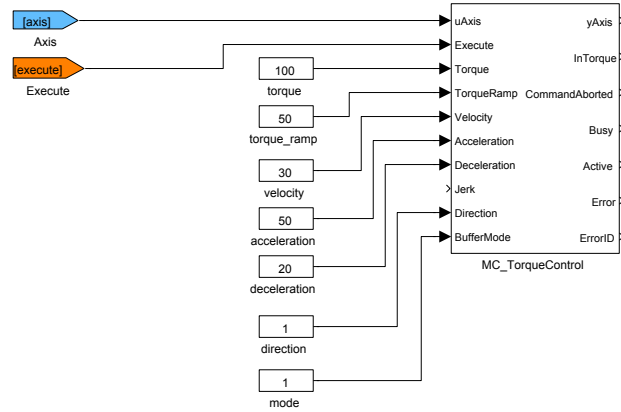 [axis]
Axis
[execute]
Execute
100
torque
50
torque_ramp
30
velocity
50
acceleration
20
deceleration
1
direction
1
mode
uAxis
Execute
Torque
TorqueRamp
Velocity
Acceleration
Deceleration
Jerk
Direction
BufferMode
yAxis
InTorque
CommandAborted
Busy
Active
Error
ErrorID
MC_TorqueControl